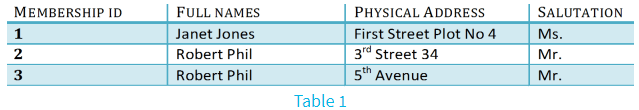 MEMBERSHIP ID FULL NAMES PHYSICAL ADDRESS SALUTATION
1 Janet Jones First Street Plot No 4 Ms.
2 Robert Phil 3rd Street 34 Mr.
3 Robert Phil 5th Avenue Mr.
Table 1